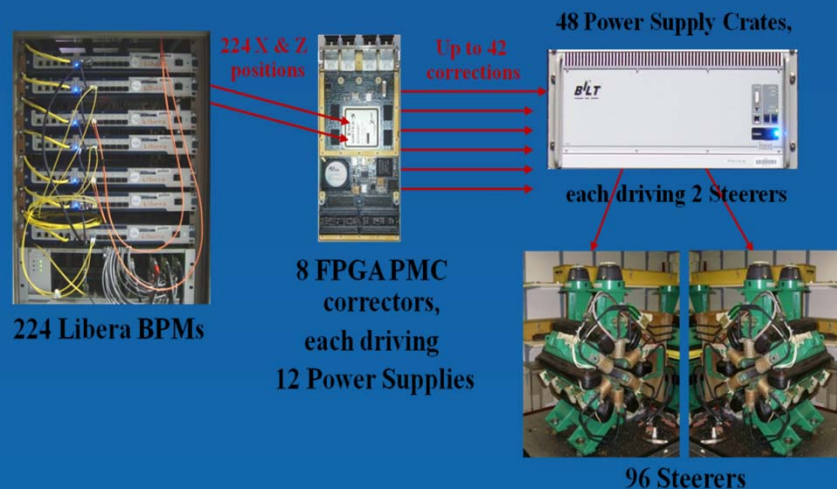 224 X & Z
positions
Up to 42
corrections
48 Power Supply Crates,
BILT
each driving 2 Steerers
8 FPGA PMC
correctors,
each driving
12 Power Supplies
224 Libera BPMs
96 Steerers